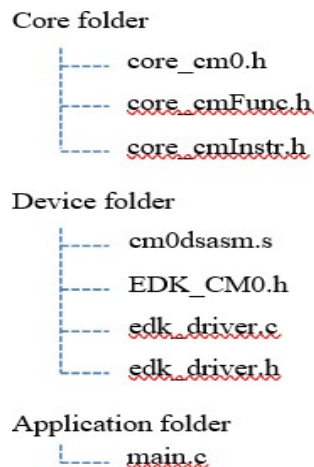 Core folder
core_cm0.h
core_cmFunc.h
core_cmInstr.h
Device folder
cm0dsasm.s
EDK_CM0.h
edk_driver.c
edk_driver.h
Application folder
main.c